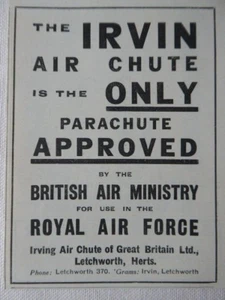 THE IRVIN
AIR CHUTE
IS THE ONLY
PARACHUTE
APPROVED
BY THE
BRITISH AIR MINISTRY
FOR USE IN THE
ROYAL AIR FORCE
Irving Air Chute of Great Britain Ltd.,
Letchworth, Herts.
Phone: Letchworth 370. 'Grams: Irvin, Letchworth